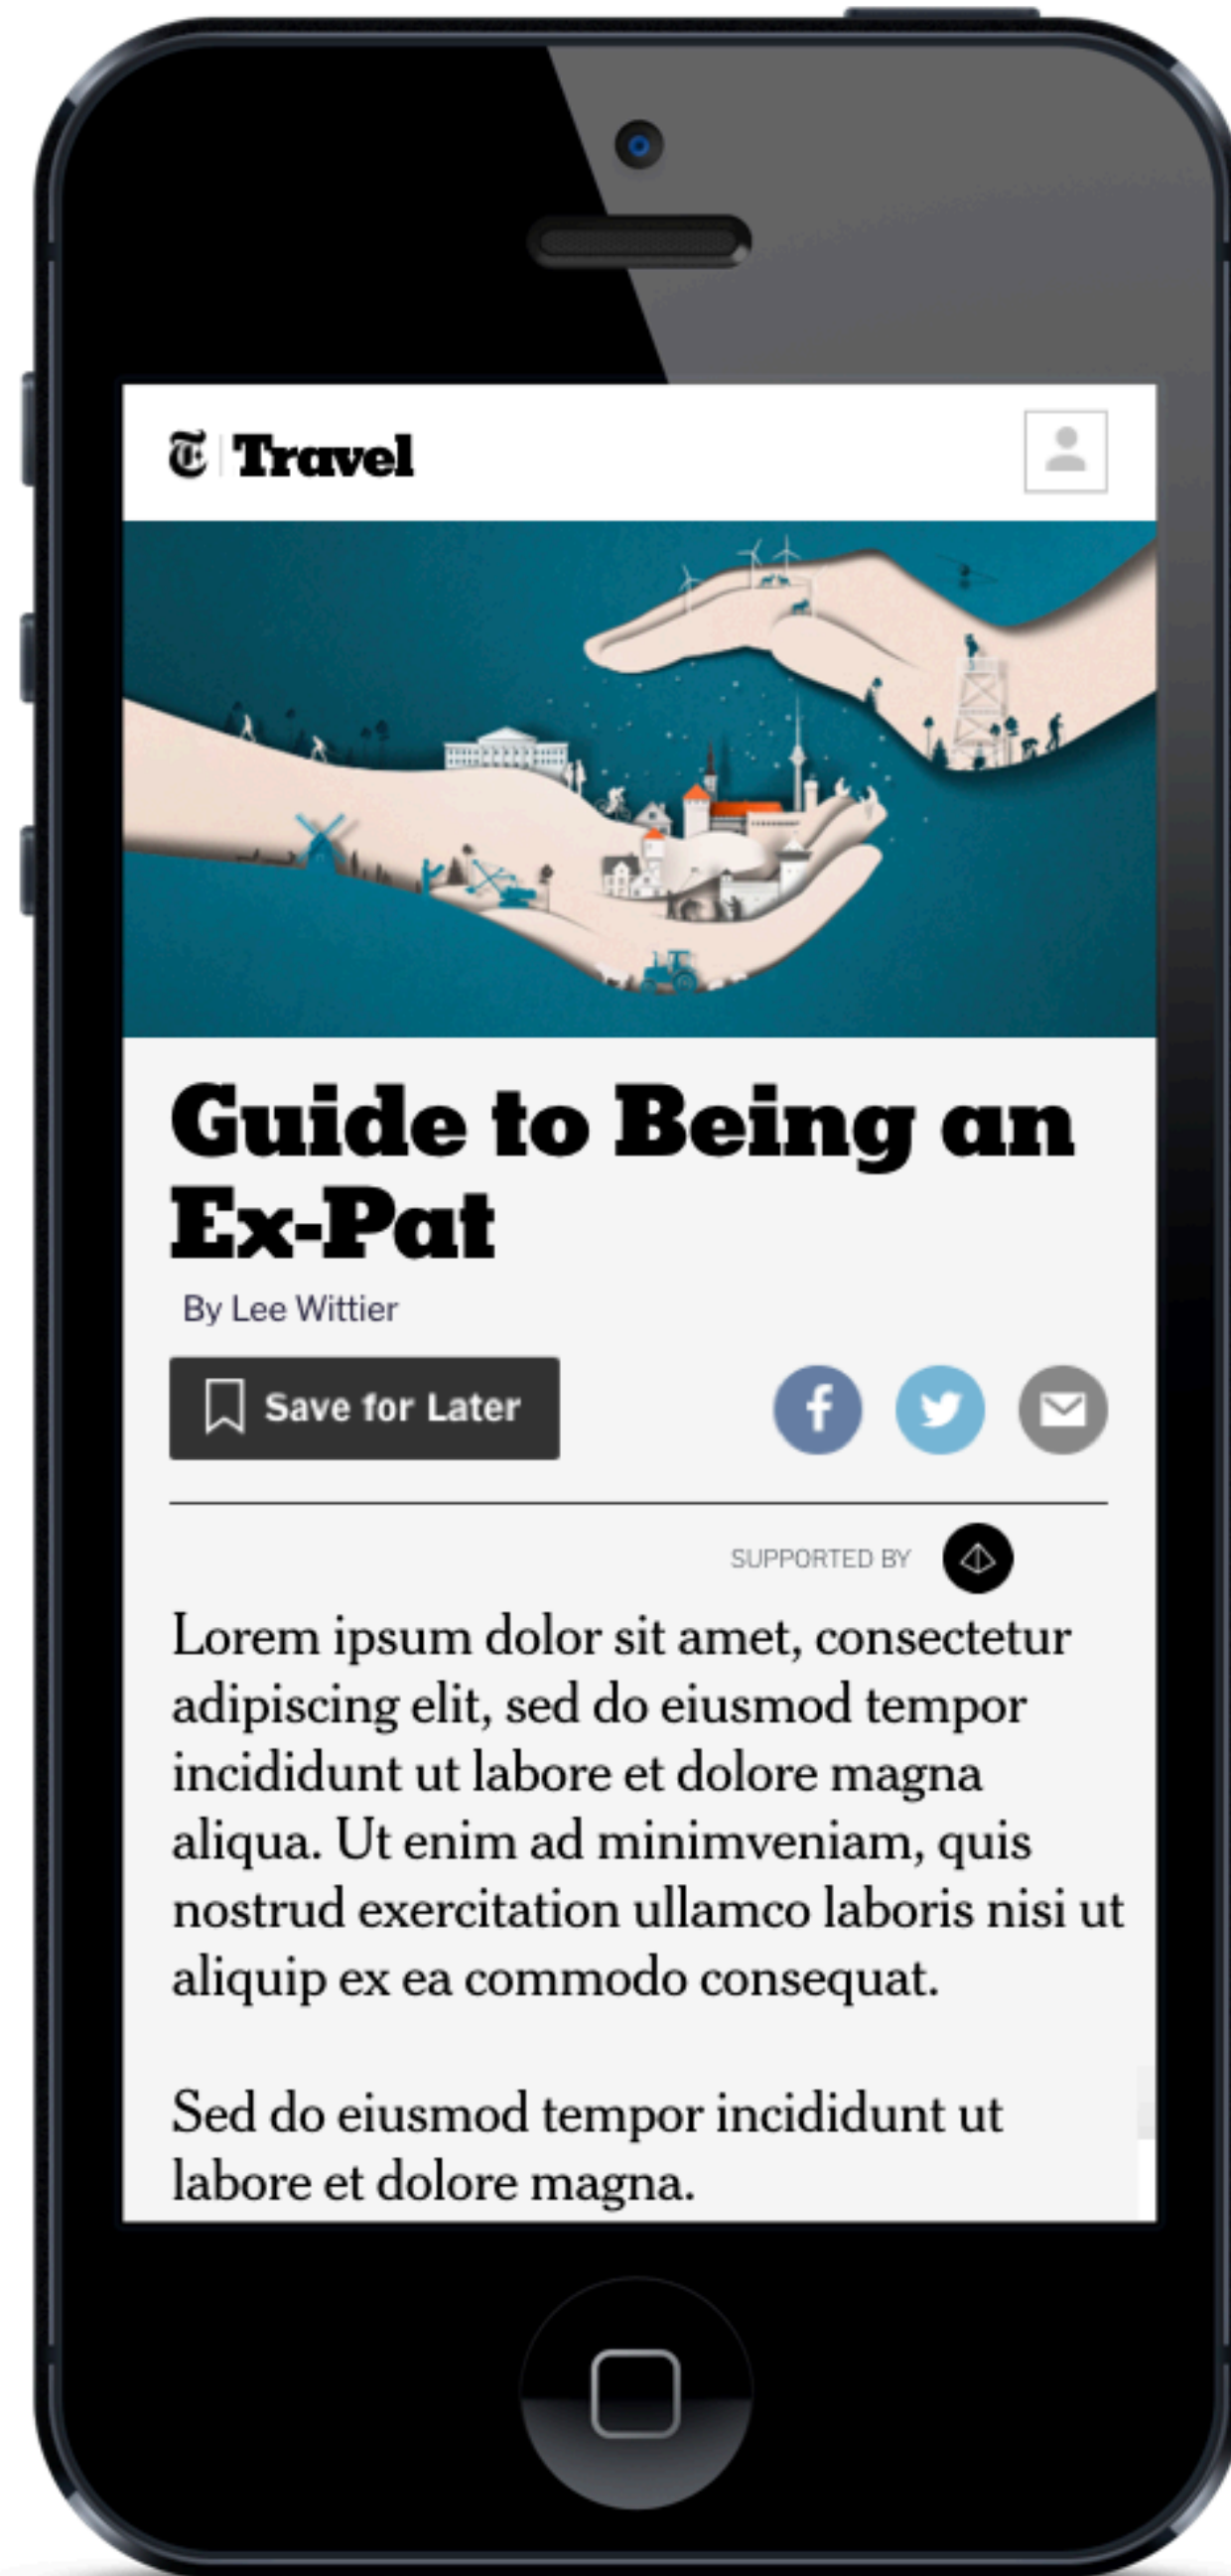 T Travel
Guide to Being an
Ex-Pat
By Lee Wittier
Save for Later
f
SUPPORTED BY
Lorem ipsum dolor sit amet, consectetur
adipiscing elit, sed do eiusmod tempor
incididunt ut labore et dolore magna
aliqua. Ut enim ad minimveniam, quis
nostrud exercitation ullamco laboris nisi ut
aliquip ex ea commodo consequat.
Sed do eiusmod tempor incididunt ut
labore et dolore magna.